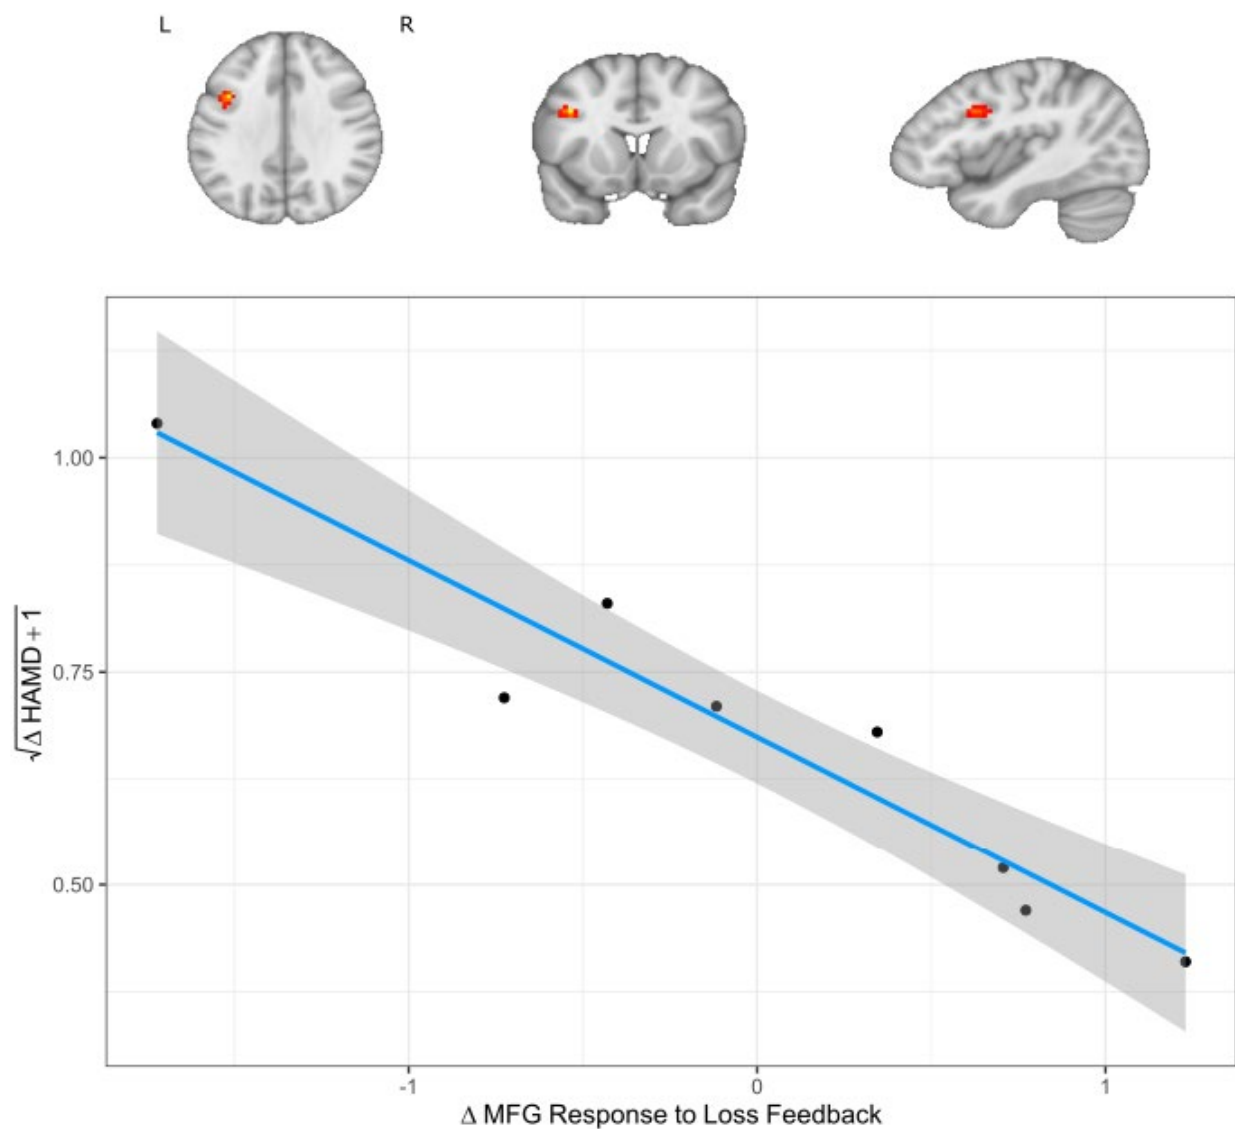 L R
1.00
0.75
0.50
√Δ HAMD + 1
-1 0 1
Δ MFG Response to Loss Feedback